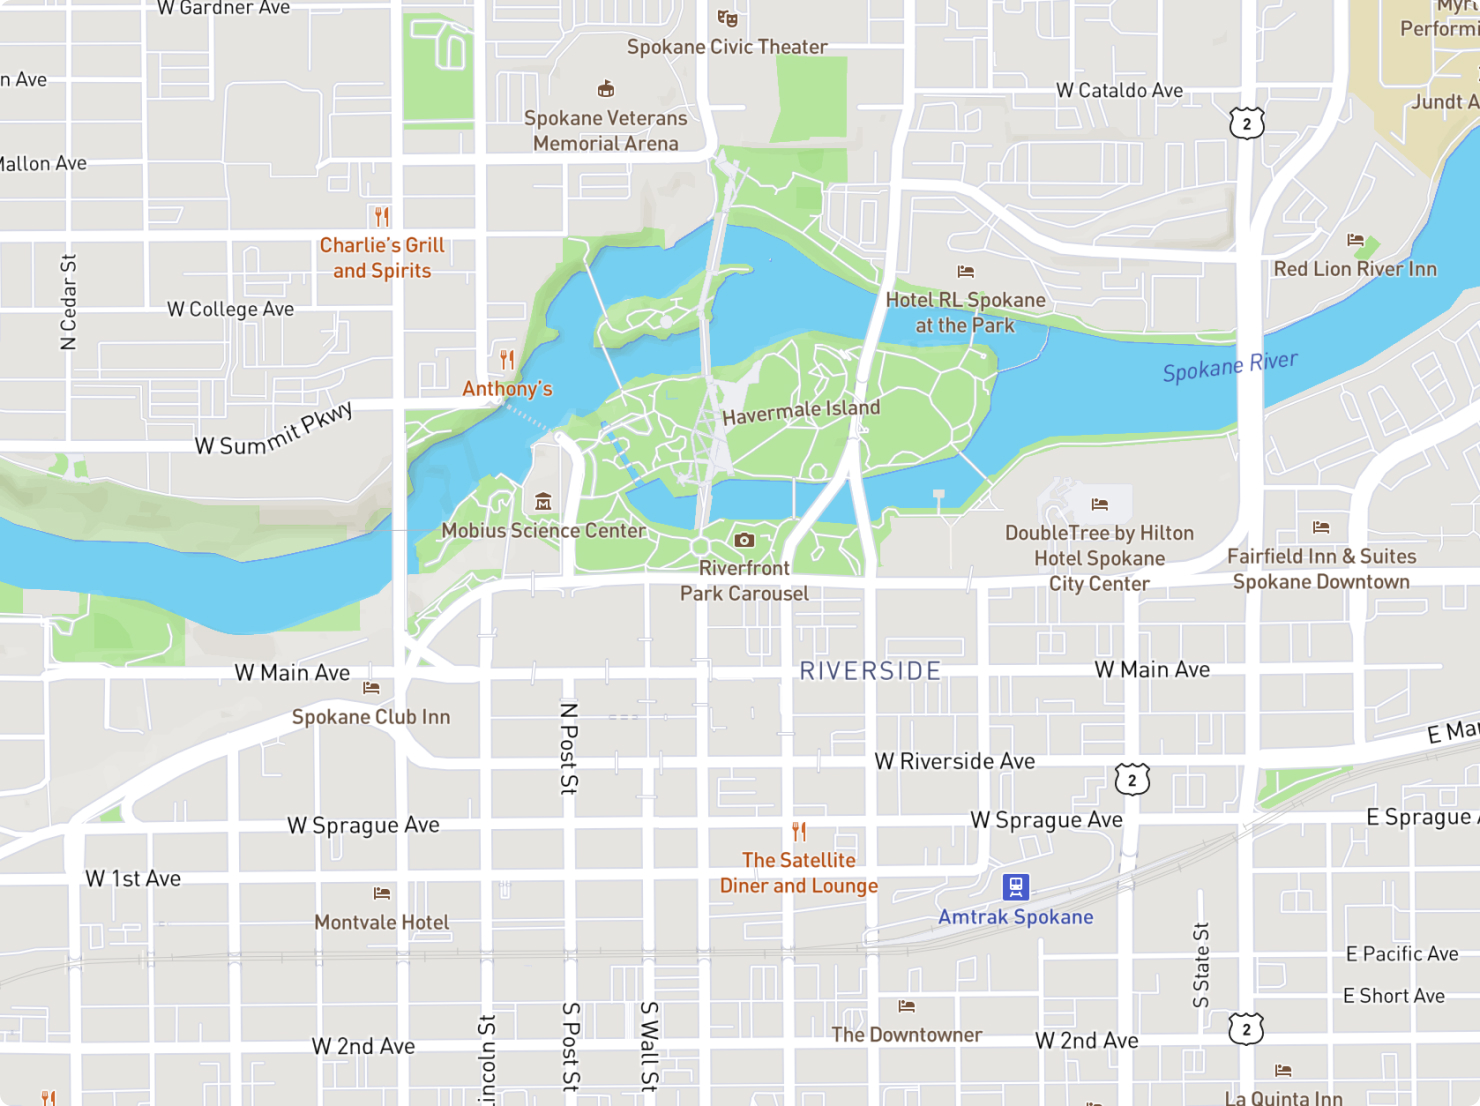 W Gardner Ave
Spokane Civic Theater
Performi
n Ave
W Cataldo Ave
Jundt A
Spokane Veterans
Memorial Arena
2
Mallon Ave
Charlie's Grill
and Spirits
N Cedar St
W College Ave
Hotel RL Spokane
at the Park
Red Lion River Inn
Spokane River
Anthony's
Havermale Island
W Summit Pkwy
Mobius Science Center
Riverfront
Park Carousel
DoubleTree by Hilton
Hotel Spokane
City Center
Fairfield Inn & Suites
Spokane Downtown
W Main Ave
RIVERSIDE
W Main Ave
Spokane Club Inn
N Post St
W Riverside Ave
E Mai
2
W Sprague Ave
W Sprague Ave
E Sprague A
The Satellite
Diner and Lounge
W 1st Ave
Montvale Hotel
Amtrak Spokane
S State St
E Pacific Ave
E Short Ave
The Downtowner
W 2nd Ave
Lincoln St
S Post St
S Wall St
W 2nd Ave
2
La Quinta Inn